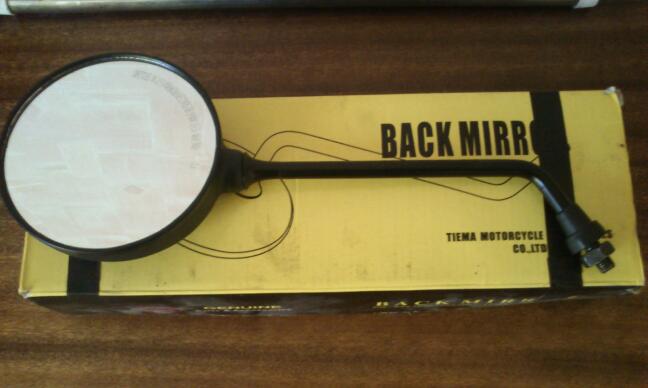 BACK MIRR
TIEMA MOTORCYCLE
CO.,LTD
GENUINE
BACK MIRR